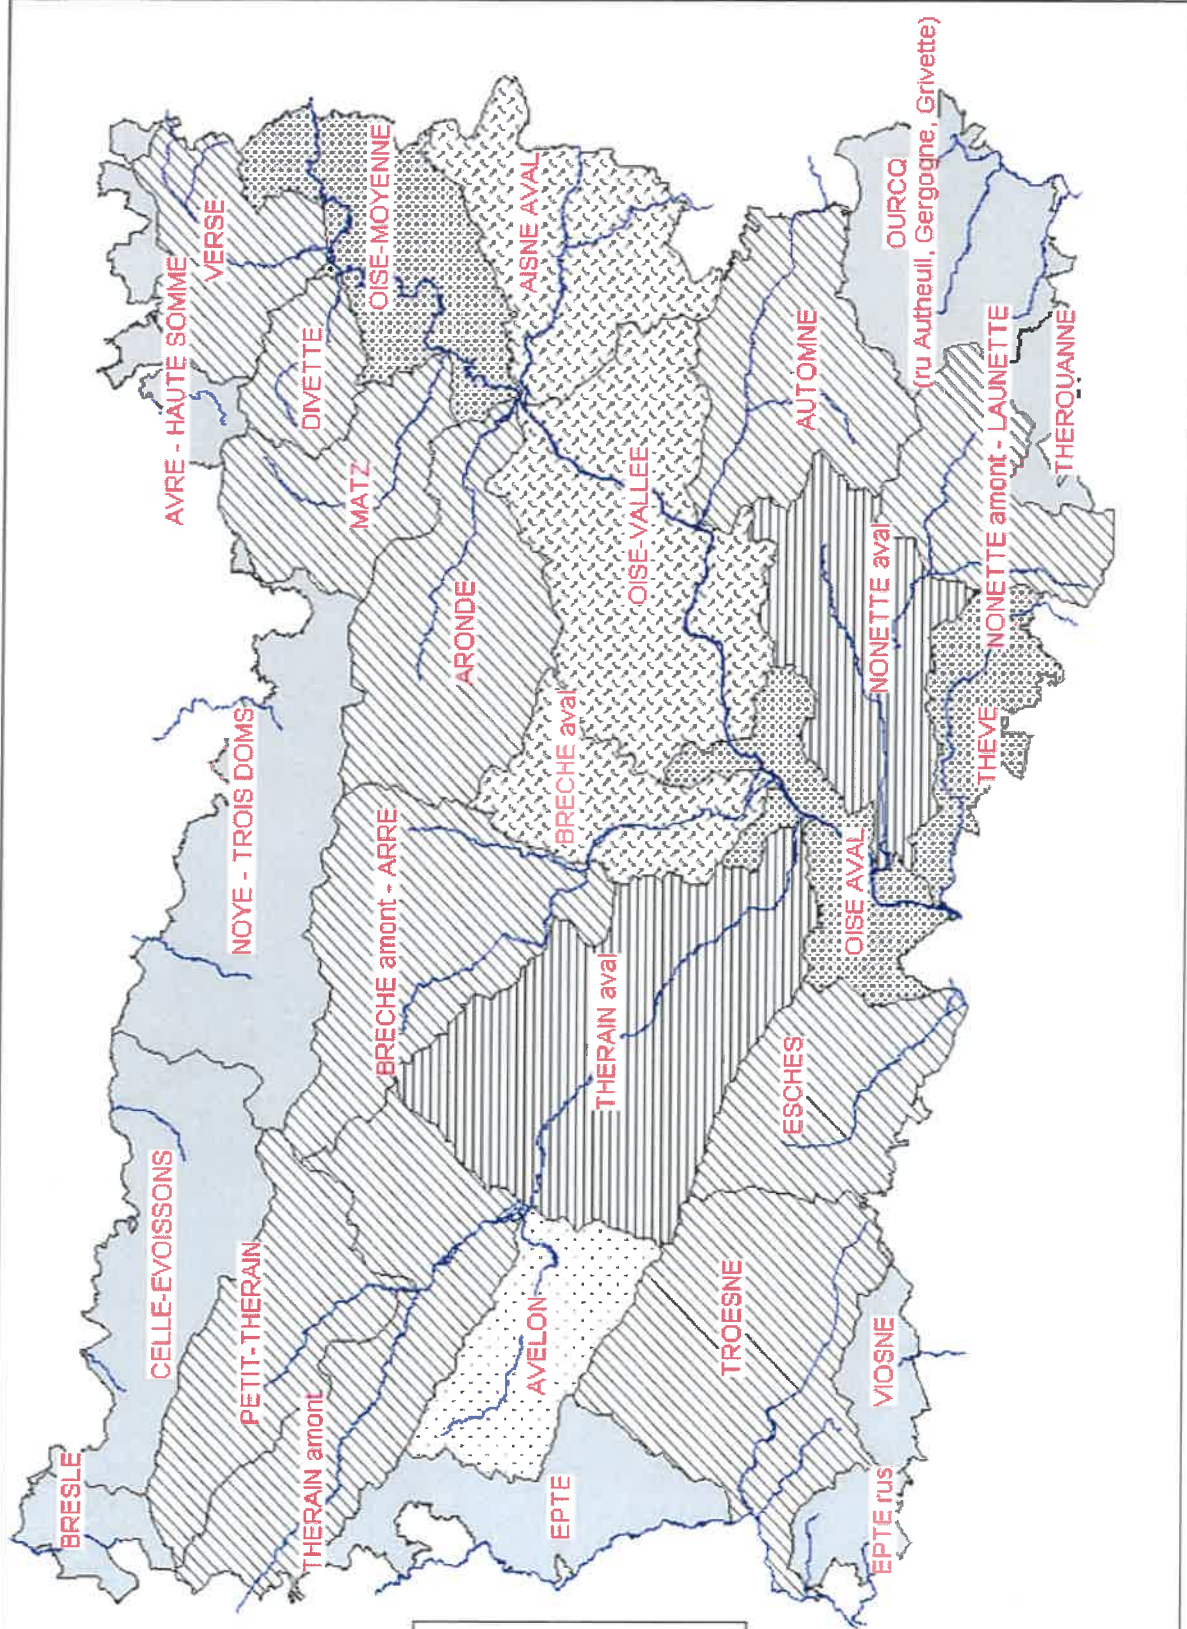 BRESLE
CELLE-EVOISSONS
NOYE - TROIS DOMS
AVRE - HAUTE SOMME
VERSE
PETIT-THERAIN
THERAIN amont
BRECHE amont - ARRE
MATZ
DIVETTE
OISE-MOYENNE
ARONDE
AISNE AVAL
EPTE
AVELON
THERAIN aval
BRECHE aval
OISE-VALLEE
TROESNE
ESCHES
OISE AVAL
NONETTE aval
AUTOMNE
OURCQ
(ru Autheuil, Gergogne, Grivette)
EPTE rus
VIOSNE
THEVE
NONETTE amont - LAUNETTE
THEROUANNE